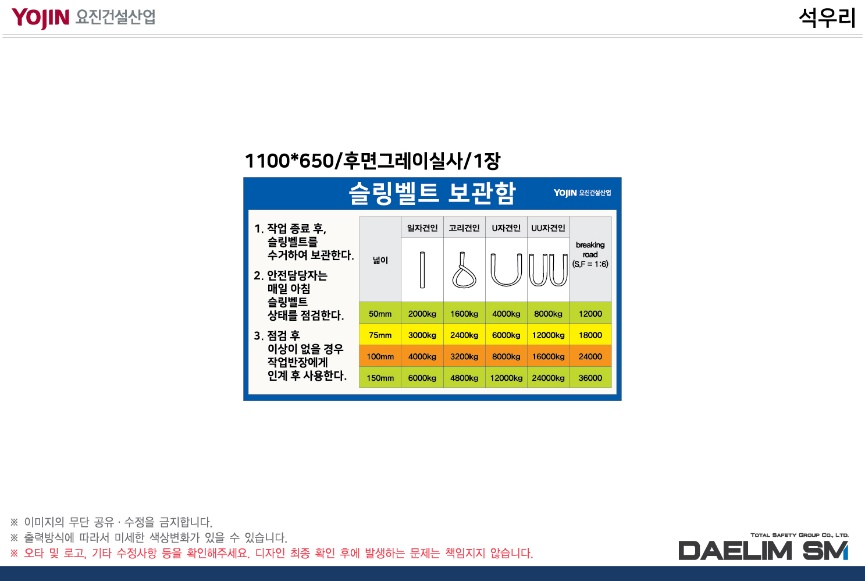 YOJIN 요진건설산업
석우리
1100*650/후면그레이실사/1장
슬링벨트 보관함
YOJIN 요진건설산업
1. 작업 종료 후,
슬링벨트를
수거하여 보관한다.
2. 안전담당자는
매일 아침
슬링벨트
상태를 점검한다.
3. 점검 후
이상이 없을 경우
작업반장에게
인계 후 사용한다.
넓이 일자견인 고리견인 U자견인 UU자견인 breaking
road
(S.F = 1:6)
50mm 2000kg 1600kg 4000kg 8000kg 12000
75mm 3000kg 2400kg 6000kg 12000kg 18000
100mm 4000kg 3200kg 8000kg 16000kg 24000
150mm 6000kg 4800kg 12000kg 24000kg 36000
※ 이미지의 무단 공유 · 수정을 금지합니다.
※ 출력방식에 따라서 미세한 색상변화가 있을 수 있습니다.
※ 오타 및 로고, 기타 수정사항 등을 확인해주세요. 디자인 최종 확인 후에 발생하는 문제는 책임지지 않습니다.
TOTAL SAFETY GROUP CO., LTD.
DAELIM SM